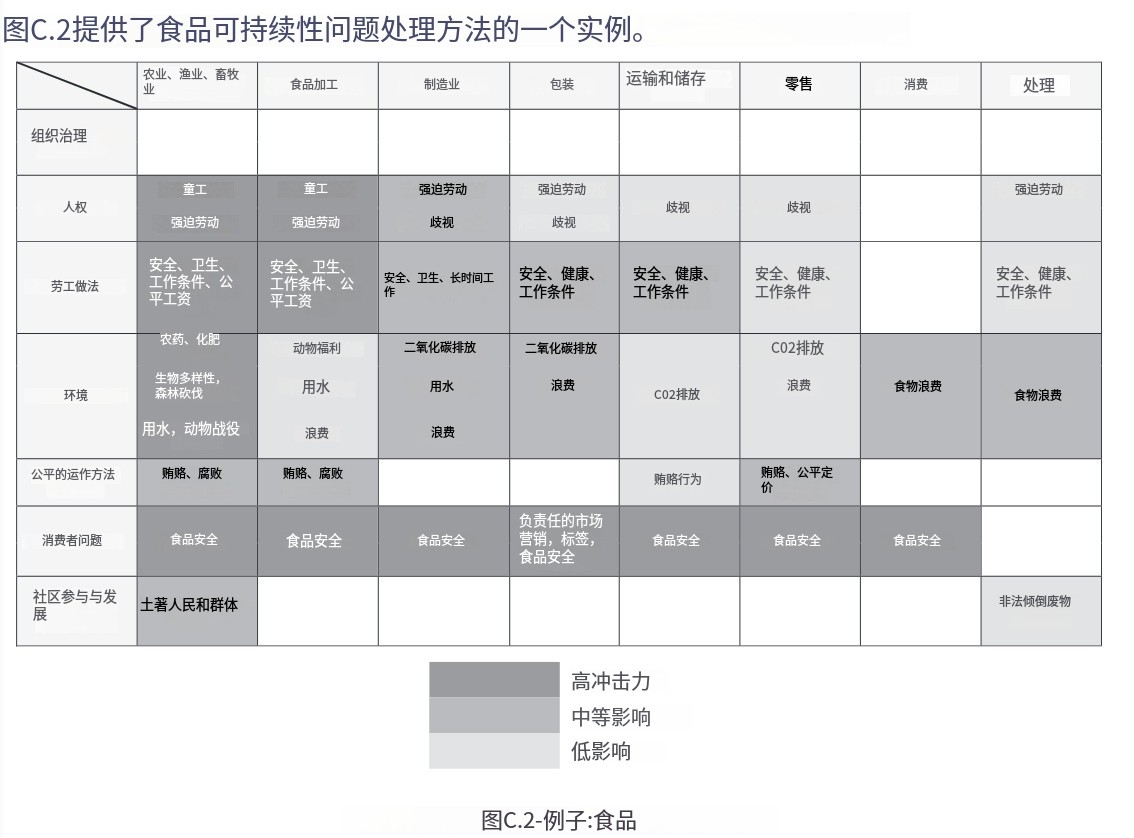 图C.2提供了食品可持续性问题处理方法的一个实例。
农业、渔业、畜牧
业
食品加工
制造业
包装
运输和储存
零售
消费
处理
组织治理
人权
童工
强迫劳动
童工
强迫劳动
强迫劳动
歧视
强迫劳动
歧视
歧视
歧视
强迫劳动
劳工做法
安全、卫生、
工作条件、公
平工资
安全、卫生、
工作条件、公
平工资
安全、卫生、长时间工
作
安全、健康、
工作条件
安全、健康、
工作条件
安全、健康、
工作条件
安全、健康、
工作条件
环境
农药、化肥
生物多样性，
森林砍伐
用水，动物战役
动物福利
用水
浪费
二氧化碳排放
用水
浪费
二氧化碳排放
浪费
C02排放
C02排放
浪费
食物浪费
食物浪费
公平的运作方法
贿赂、腐败
贿赂、腐败
贿赂行为
贿赂、公平定
价
消费者问题
食品安全
食品安全
食品安全
负责任的市场
营销，标签，
食品安全
食品安全
食品安全
食品安全
社区参与与发
展
土著人民和群体
非法倾倒废物
高冲击力
中等影响
低影响
图C.2-例子:食品